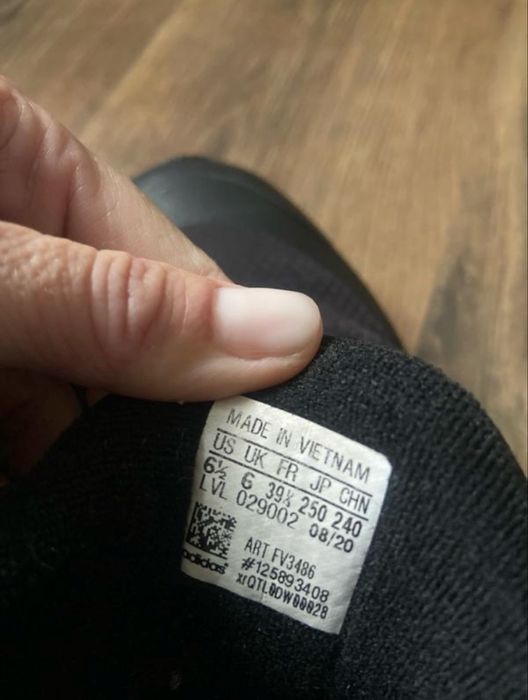 MADE IN VIETNAM
US UK FR JP CHN
6½ 6 39⅓ 250 240
LVL 029002 08/20
ART FV3486
#125893408
adidas